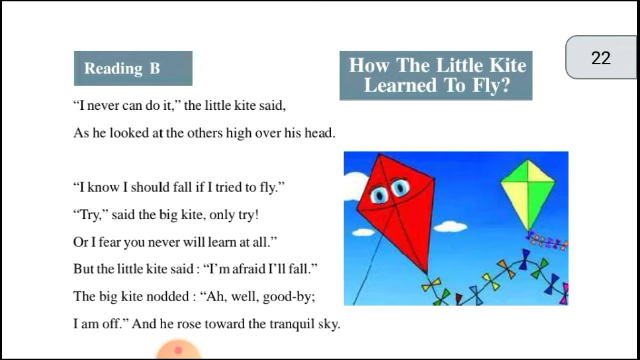 Reading B
How The Little Kite
Learned To Fly?
22
“I never can do it,” the little kite said,
As he looked at the others high over his head.
“I know I should fall if I tried to fly.”
“Try,” said the big kite, only try!
Or I fear you never will learn at all.”
But the little kite said : “I’m afraid I’ll fall.”
The big kite nodded : “Ah, well, good-by;
I am off.” And he rose toward the tranquil sky.